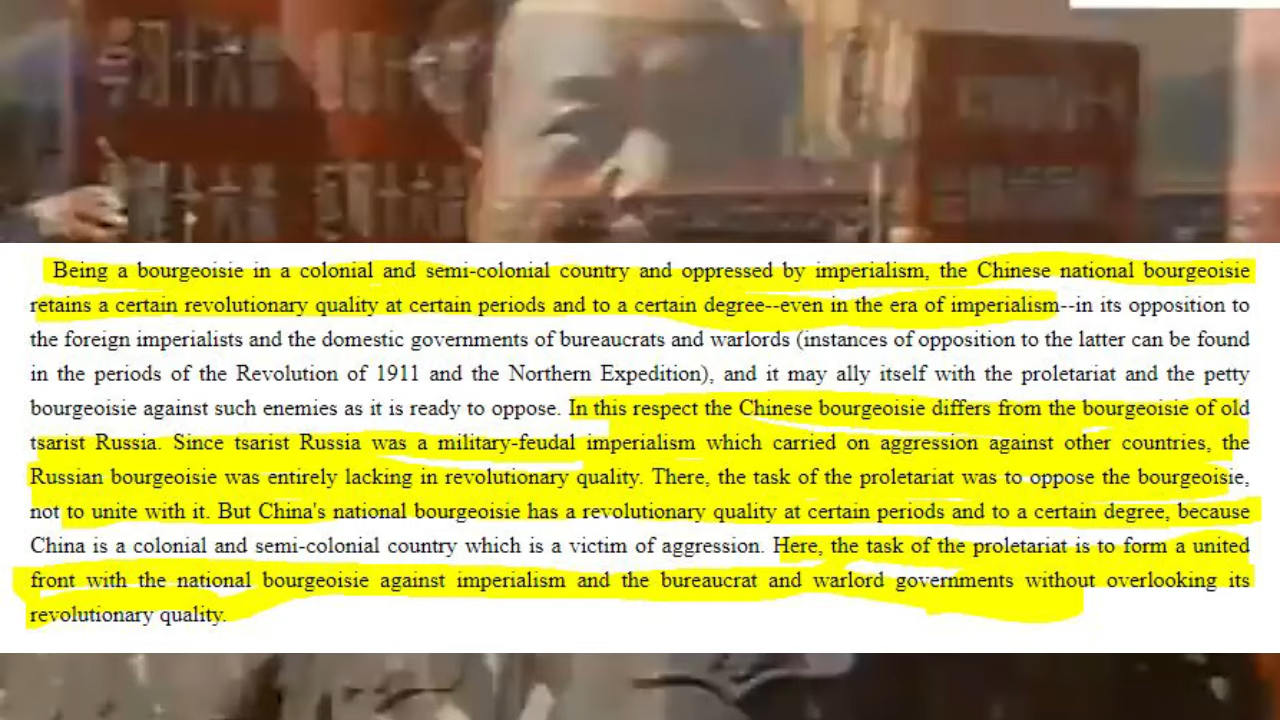 Being a bourgeoisie in a colonial and semi-colonial country and oppressed by imperialism, the Chinese national bourgeoisie
retains a certain revolutionary quality at certain periods and to a certain degree--even in the era of imperialism--in its opposition to
the foreign imperialists and the domestic governments of bureaucrats and warlords (instances of opposition to the latter can be found
in the periods of the Revolution of 1911 and the Northern Expedition), and it may ally itself with the proletariat and the petty
bourgeoisie against such enemies as it is ready to oppose. In this respect the Chinese bourgeoisie differs from the bourgeoisie of old
tsarist Russia. Since tsarist Russia was a military-feudal imperialism which carried on aggression against other countries, the
Russian bourgeoisie was entirely lacking in revolutionary quality. There, the task of the proletariat was to oppose the bourgeoisie,
not to unite with it. But China's national bourgeoisie has a revolutionary quality at certain periods and to a certain degree, because
China is a colonial and semi-colonial country which is a victim of aggression. Here, the task of the proletariat is to form a united
front with the national bourgeoisie against imperialism and the bureaucrat and warlord governments without overlooking its
revolutionary quality.